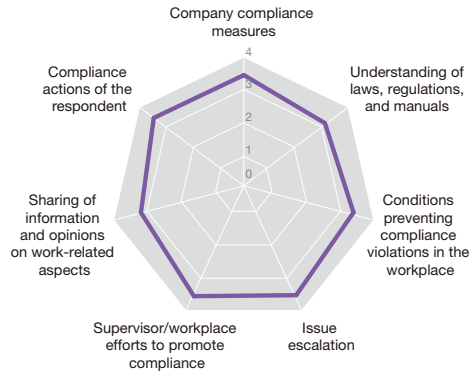 Company compliance
measures
Understanding of
laws, regulations,
and manuals
Conditions
preventing
compliance
violations in the
workplace
Issue
escalation
Supervisor/workplace
efforts to promote
compliance
Sharing of
information
and opinions
on work-related
aspects
Compliance
actions of the
respondent
4
3
2
1
0